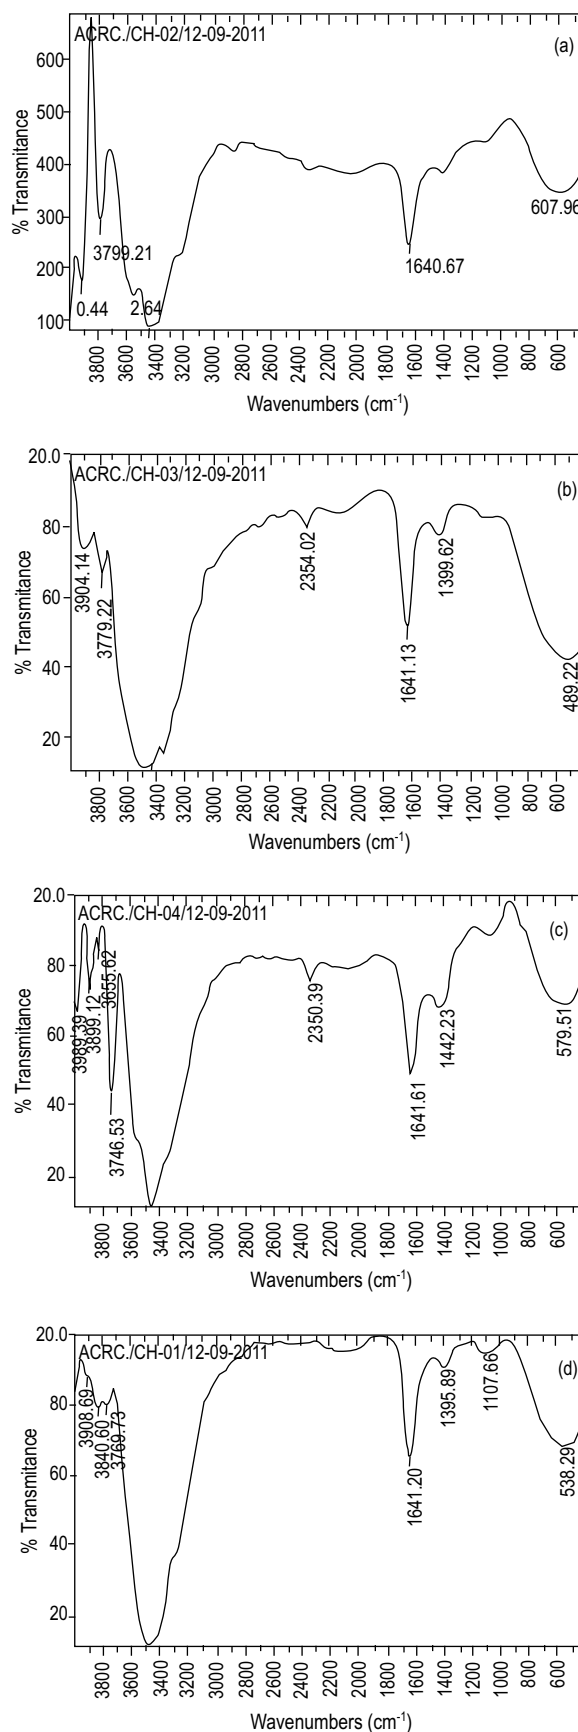 ACRC./CH-02/12-09-2011
(a)
600
500
400
300
200
100
% Transmitance
3799.21
0.44
2.64
1640.67
607.96
3800 3600 3400 3200 3000 2800 2600 2400 2200 2000 1800 1600 1400 1200 1000 800 600
Wavenumbers (cm-1)
20.0
ACRC./CH-03/12-09-2011
(b)
80
60
40
20
% Transmitance
3904.14
3779.22
2354.02
1641.13
1399.62
489.22
3800 3600 3400 3200 3000 2800 2600 2400 2200 2000 1800 1600 1400 1200 1000 800 600
Wavenumbers (cm-1)
20.0
ACRC./CH-04/12-09-2011
(c)
80
60
40
20
% Transmitance
3989.39
3899.12
3655.62
3746.53
2350.39
1641.61
1442.23
579.51
3800 3600 3400 3200 3000 2800 2600 2400 2200 2000 1800 1600 1400 1200 1000 800 600
Wavenumbers (cm-1)
20.0
ACRC./CH-01/12-09-2011
(d)
80
60
40
20
% Transmitance
3908.69
3840.60
3769.73
1641.20
1395.89
1107.66
538.29
3800 3600 3400 3200 3000 2800 2600 2400 2200 2000 1800 1600 1400 1200 1000 800 600
Wavenumbers (cm-1)